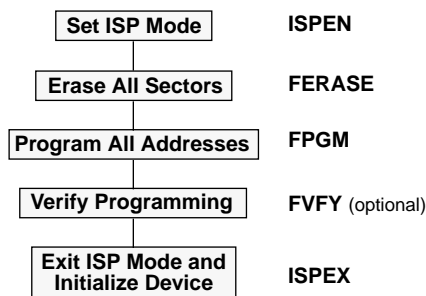 Set ISP Mode ISPEN
Erase All Sectors FERASE
Program All Addresses FPGM
Verify Programming FVFY (optional)
Exit ISP Mode and
Initialize Device ISPEX